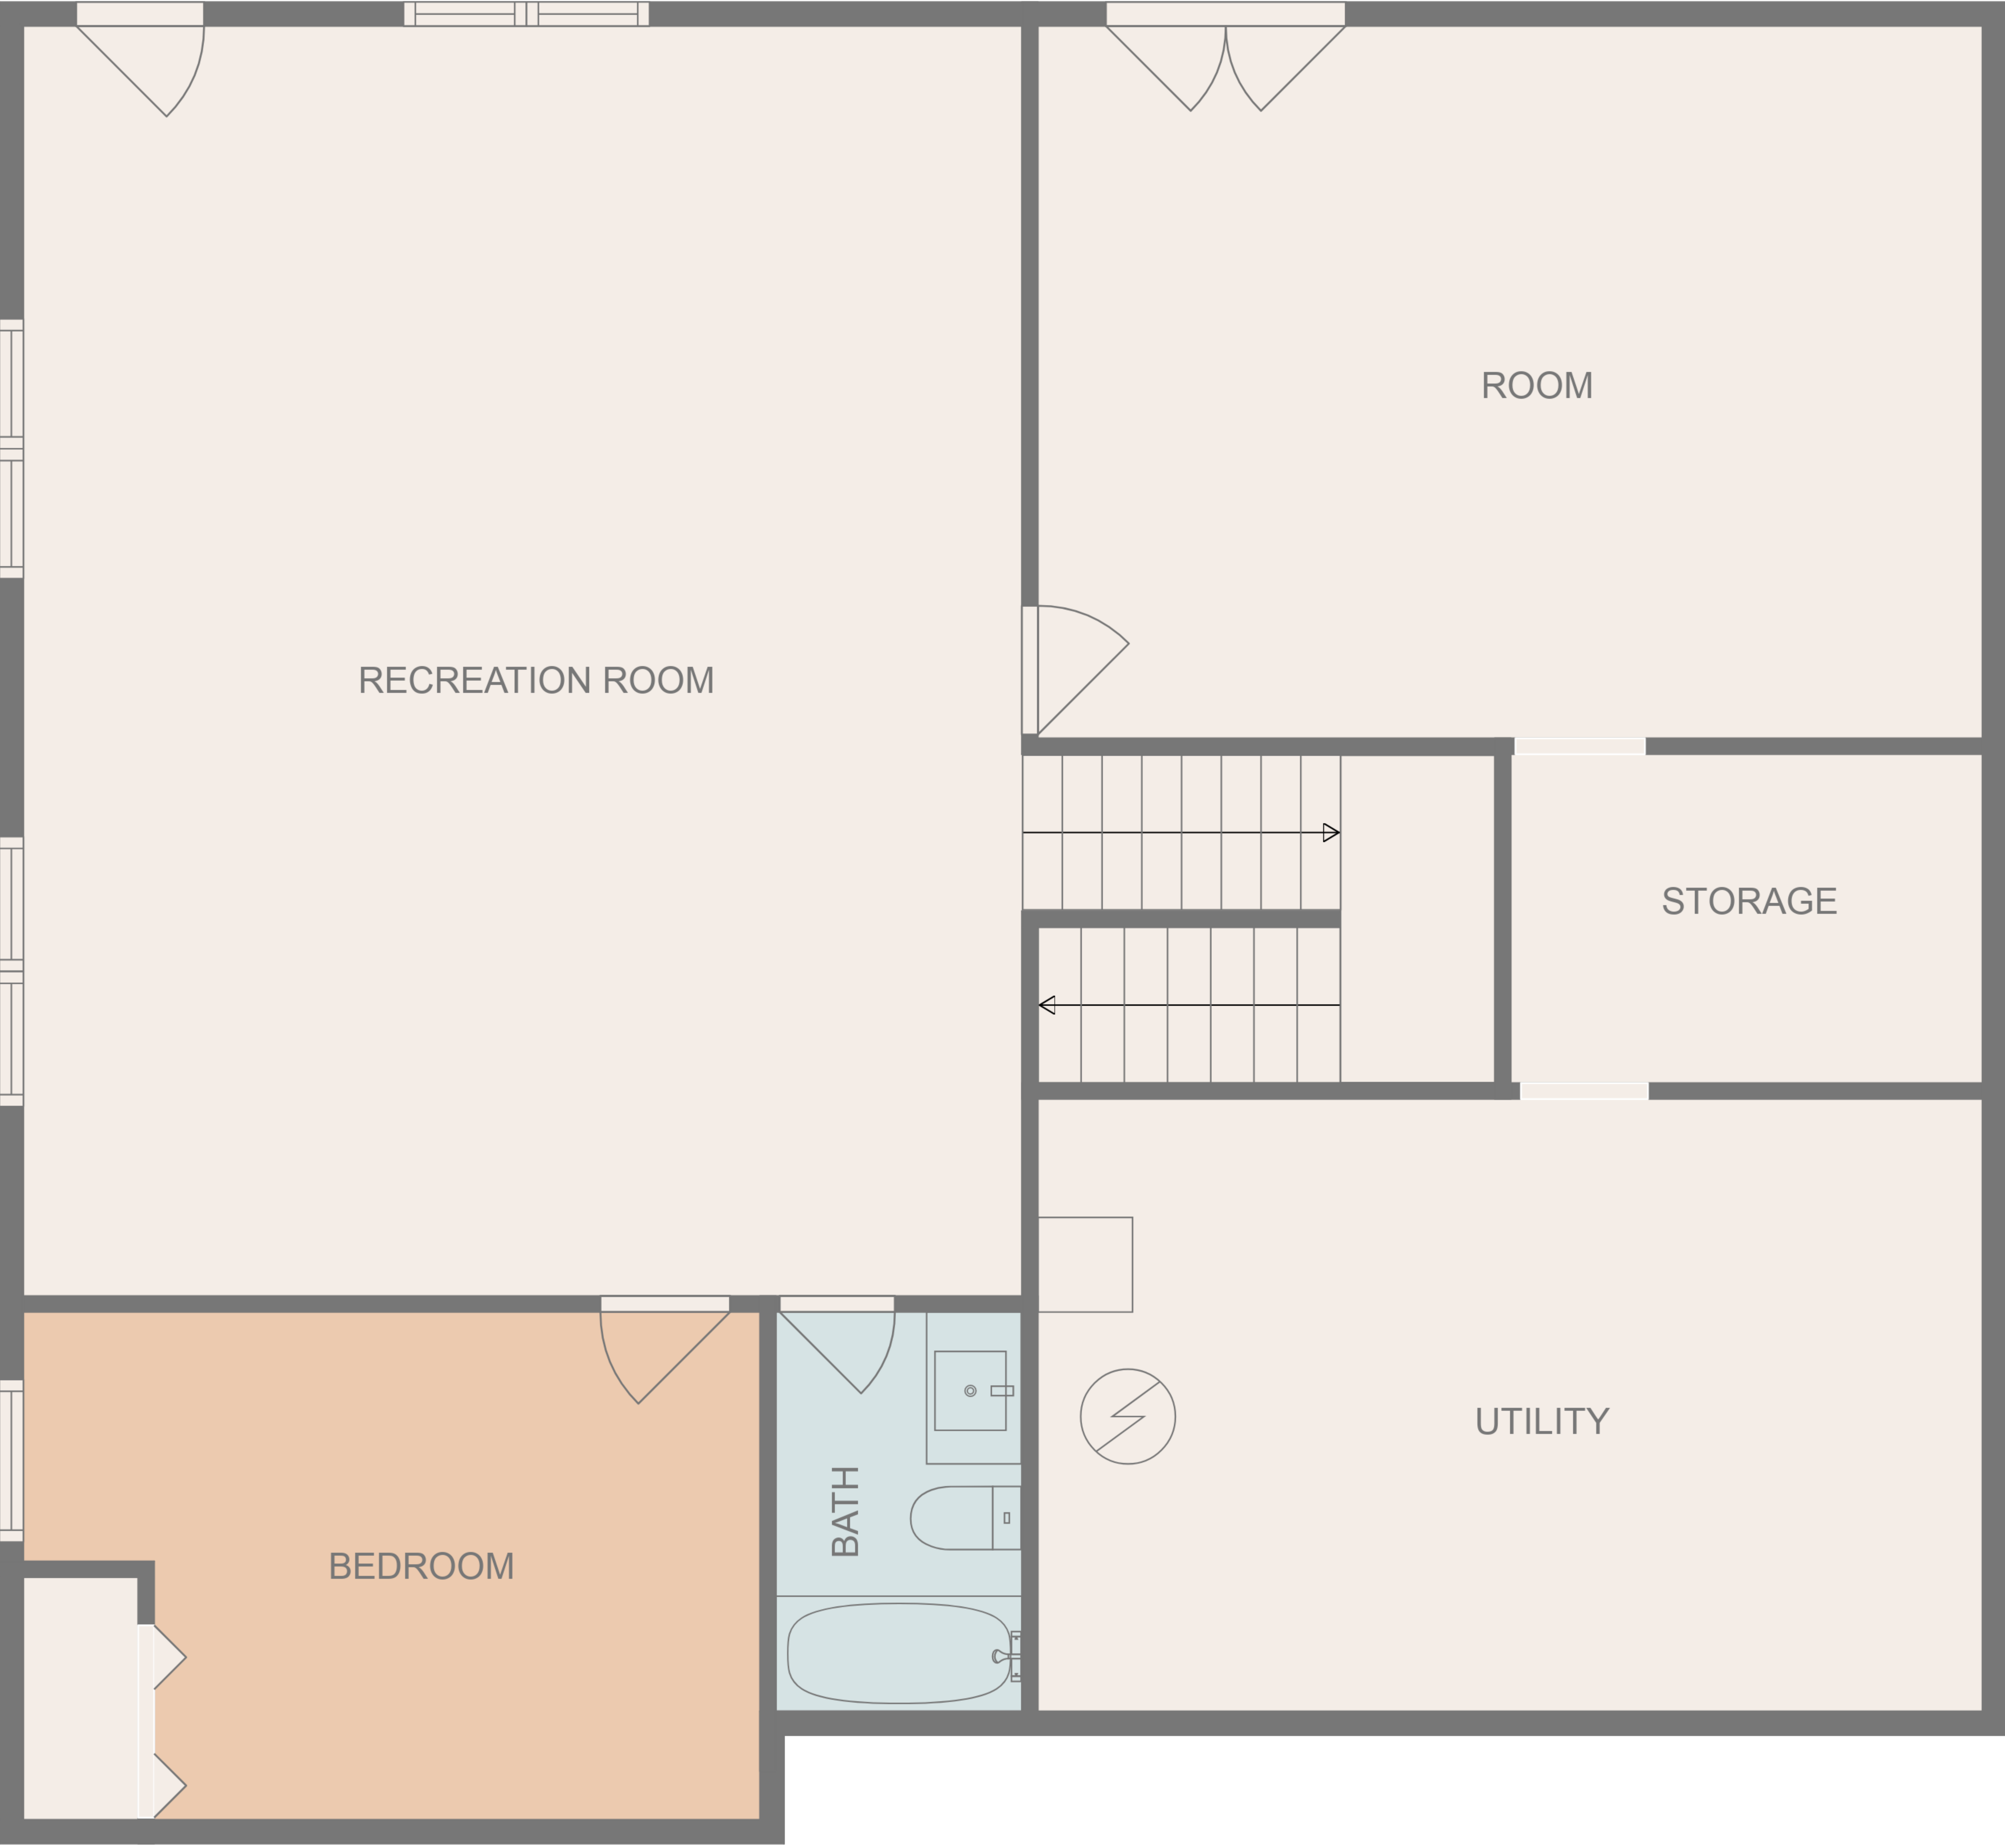 ROOM
RECREATION ROOM
STORAGE
UTILITY
BATH
BEDROOM